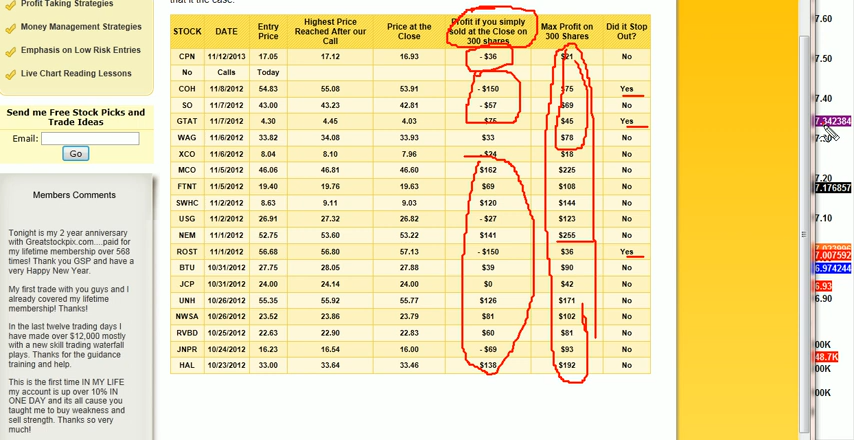 that it the case.
Profit Taking Strategies
Money Management Strategies
Emphasis on Low Risk Entries
Live Chart Reading Lessons
Send me Free Stock Picks and
Trade Ideas
Email:
Go
Members Comments
Tonight is my 2 year anniversary
with Greatstockpix.com....paid for
my lifetime membership over 568
times! Thank you GSP and have a
very Happy New Year.
My first trade with you guys and I
already covered my lifetime
membership! Thanks!
In the last twelve trading days I
have made over $12,000 mostly
with a new skill trading waterfall
plays. Thanks for the guidance
training and help.
This is the first time IN MY LIFE
my account is up over 10% IN
ONE DAY and its all cause you
taught me to buy weakness and
sell strength. Thanks so very
much!
STOCK DATE Entry Price Highest Price Reached After our Call Price at the Close Profit if you simply sold at the Close on 300 shares Max Profit on 300 Shares Did it Stop Out?
CPN 11/12/2013 17.05 17.12 16.93 - $36 $21 No
No Calls Today
COH 11/8/2012 54.83 55.08 53.91 - $150 $75 Yes
SO 11/7/2012 43.00 43.23 42.81 - $57 $69 No
GTAT 11/7/2012 4.30 4.45 4.03 - $75 $45 Yes
WAG 11/6/2012 33.82 34.08 33.93 $33 $78 No
XCO 11/6/2012 8.04 8.10 7.96 - $24 $18 No
MCO 11/5/2012 46.06 46.81 46.60 $162 $225 No
FTNT 11/5/2012 19.40 19.76 19.63 $69 $108 No
SWHC 11/2/2012 8.63 9.11 9.03 $120 $144 No
USG 11/2/2012 26.91 27.32 26.82 - $27 $123 No
NEM 11/1/2012 52.75 53.60 53.22 $141 $255 No
ROST 11/1/2012 56.68 56.80 57.13 - $150 $36 Yes
BTU 10/31/2012 27.75 28.05 27.88 $39 $90 No
JCP 10/31/2012 24.00 24.14 24.00 $0 $42 No
UNH 10/26/2012 55.35 55.92 55.77 $126 $171 No
NWSA 10/26/2012 23.52 23.86 23.79 $81 $102 No
RVBD 10/25/2012 22.63 22.90 22.83 $60 $81 No
JNPR 10/24/2012 16.23 16.54 16.00 - $69 $93 No
HAL 10/23/2012 33.00 33.64 33.46 $138 $192 No
7.60
7.50
7.40
7.342384
7.30
7.20
7.176857
7.10
7.007592
6.974244
6.93
6.90
00K
48.7K
00K
00K